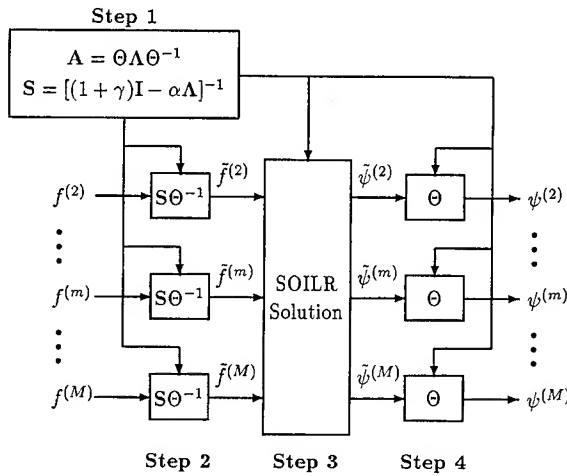 Step 1
A = ΘΛΘ⁻¹
S = [(1 + γ)I − αΛ]⁻¹
f⁽²⁾ SΘ⁻¹ f̃⁽²⁾ ψ̃⁽²⁾ Θ ψ⁽²⁾
f⁽ᵐ⁾ SΘ⁻¹ f̃⁽ᵐ⁾ SOILR ψ̃⁽ᵐ⁾ Θ ψ⁽ᵐ⁾
Solution
f⁽ᴹ⁾ SΘ⁻¹ f̃⁽ᴹ⁾ ψ̃⁽ᴹ⁾ Θ ψ⁽ᴹ⁾
Step 2 Step 3 Step 4